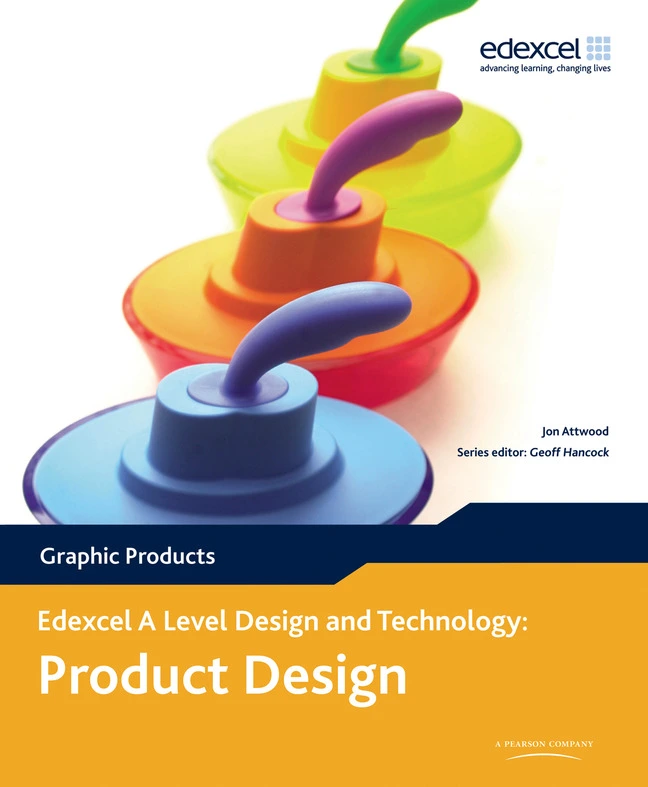 edexcel
advancing learning, changing lives
Jon Attwood
Series editor: Geoff Hancock
Graphic Products
Edexcel A Level Design and Technology:
Product Design
A PEARSON COMPANY